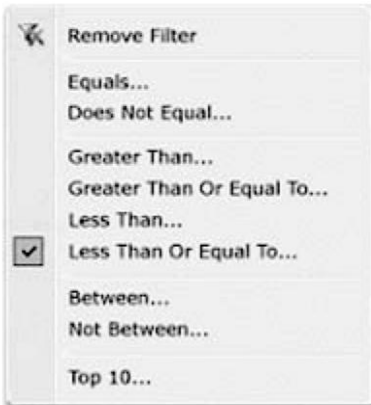 Remove Filter
Equals...
Does Not Equal...
Greater Than...
Greater Than Or Equal To...
Less Than...
Less Than Or Equal To...
Between...
Not Between...
Top 10...